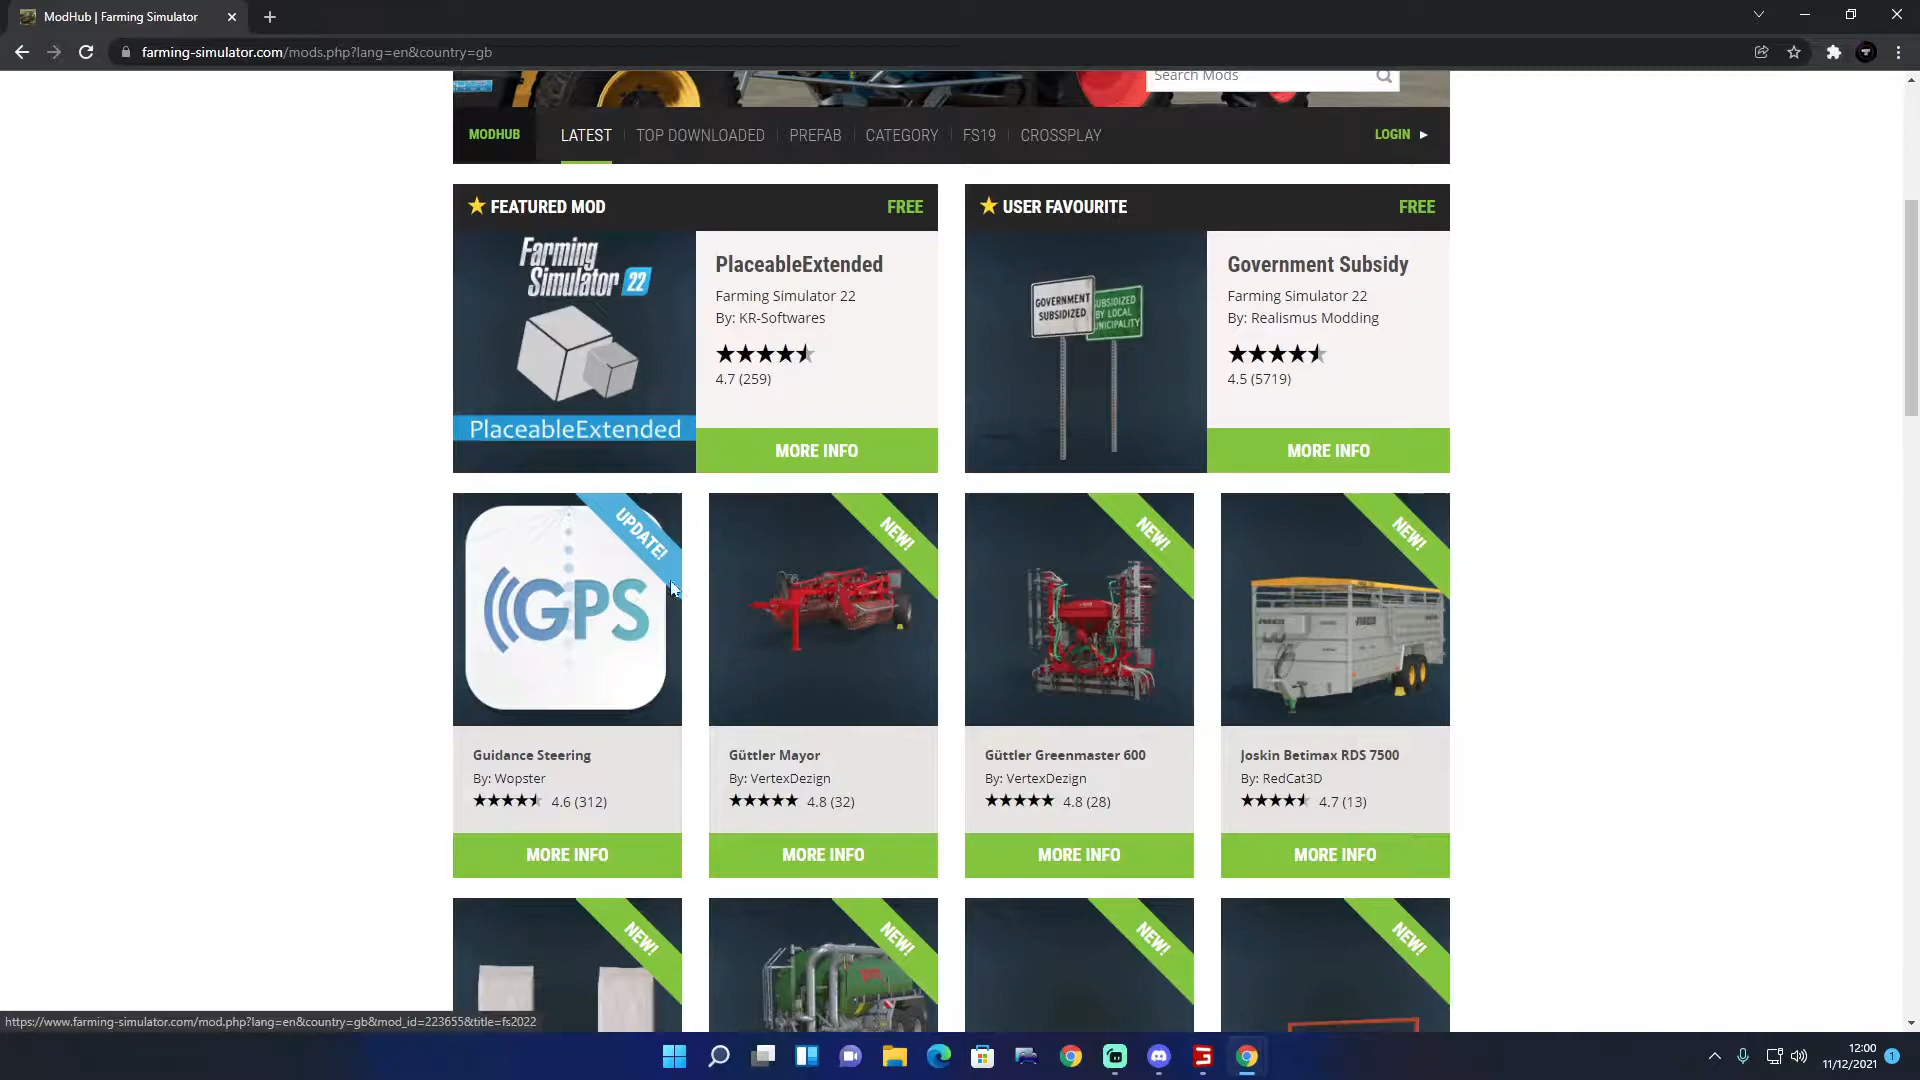 ModHub | Farming Simulator
farming-simulator.com/mods.php?lang=en&country=gb
Search Mods
MODHUB LATEST TOP DOWNLOADED PREFAB CATEGORY FS19 CROSSPLAY LOGIN
FEATURED MOD FREE
Farming
Simulator 22
PlaceableExtended
PlaceableExtended
Farming Simulator 22
By: KR-Softwares
4.7 (259)
MORE INFO
USER FAVOURITE FREE
GOVERNMENT
SUBSIDIZED
SUBSIDIZED
BY LOCAL
MUNICIPALITY
Government Subsidy
Farming Simulator 22
By: Realismus Modding
4.5 (5719)
MORE INFO
UPDATE!
GPS
Guidance Steering
By: Wopster
4.6 (312)
MORE INFO
NEW!
Güttler Mayor
By: VertexDezign
4.8 (32)
MORE INFO
NEW!
Güttler Greenmaster 600
By: VertexDezign
4.8 (28)
MORE INFO
NEW!
Joskin Betimax RDS 7500
By: RedCat3D
4.7 (13)
MORE INFO
NEW!
NEW!
NEW!
NEW!
https://www.farming-simulator.com/mod.php?lang=en&country=gb&mod_id=223655&title=fs2022
12:00
11/12/2021
1